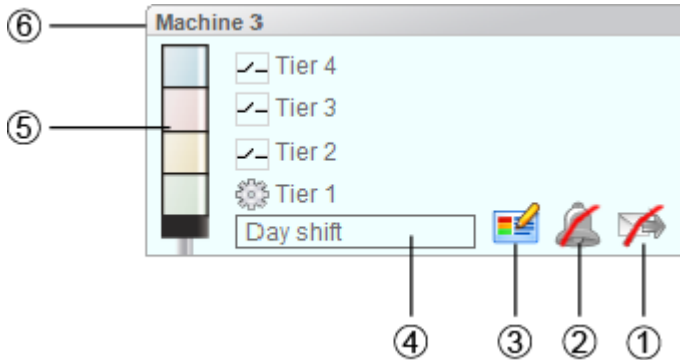 ⑥ Machine 3
Tier 4
Tier 3
⑤
Tier 2
Tier 1
Day shift
④ ③ ② ①